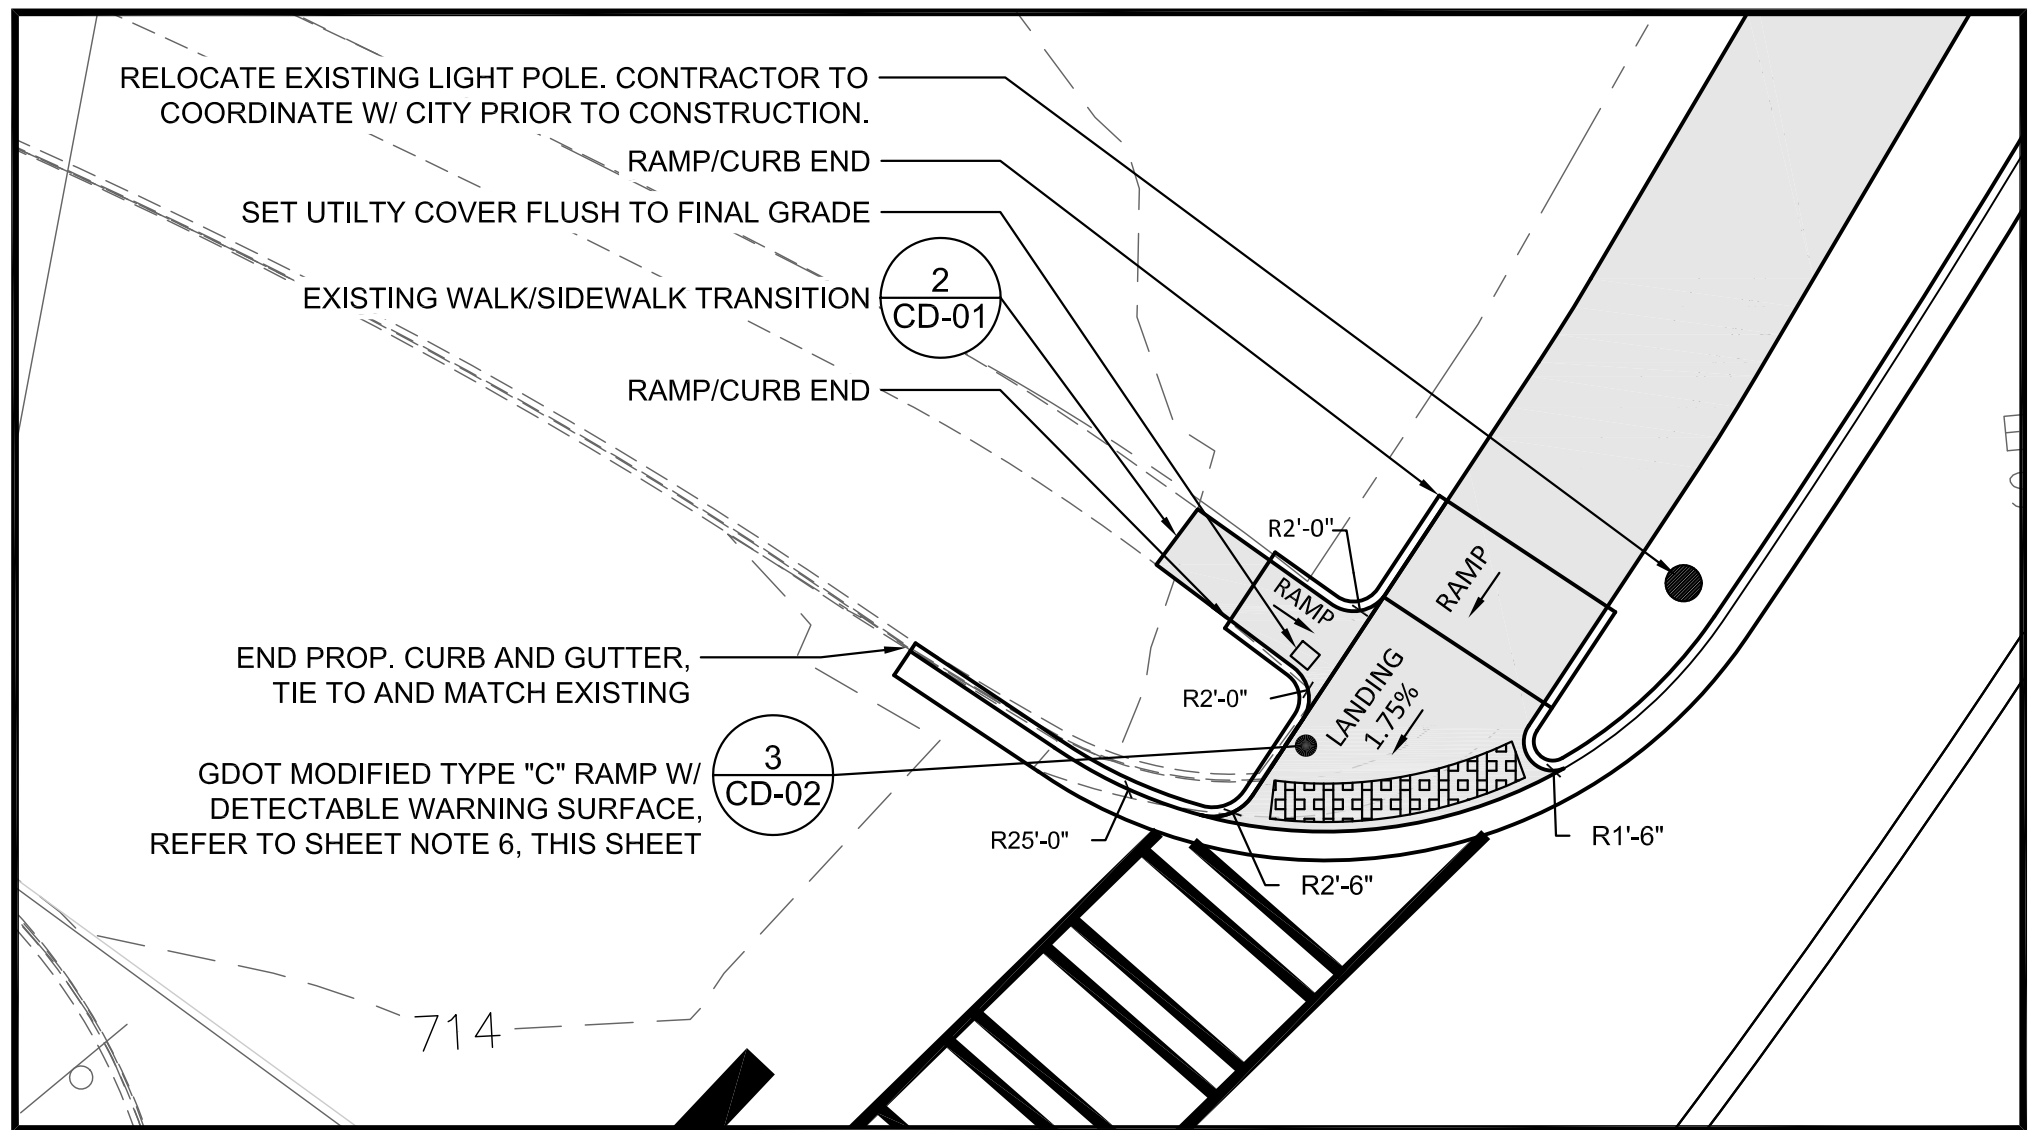 RELOCATE EXISTING LIGHT POLE. CONTRACTOR TO
COORDINATE W/ CITY PRIOR TO CONSTRUCTION.
RAMP/CURB END
SET UTILTY COVER FLUSH TO FINAL GRADE
EXISTING WALK/SIDEWALK TRANSITION
2
CD-01
RAMP/CURB END
R2'-0"
RAMP
RAMP
END PROP. CURB AND GUTTER,
TIE TO AND MATCH EXISTING
R2'-0"
LANDING
1.75%
GDOT MODIFIED TYPE "C" RAMP W/
DETECTABLE WARNING SURFACE,
REFER TO SHEET NOTE 6, THIS SHEET
3
CD-02
R25'-0"
R2'-6"
R1'-6"
714